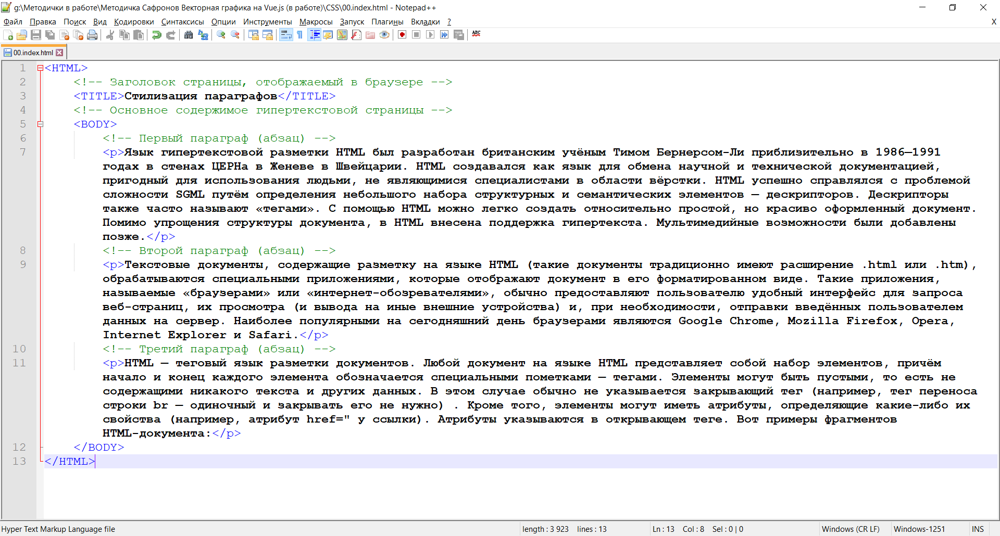 g:\Методички в работе\Методичка Сафронов Векторная графика на Vue.js (в работе)\CSS\00.index.html - Notepad++
Файл Правка Поиск Вид Кодировки Синтаксисы Опции Инструменты Макросы Запуск Плагины Вкладки ? X
ABC
00.index.html
1 <HTML>
2 <!-- Заголовок страницы, отображаемый в браузере -->
3 <TITLE>Стилизация параграфов</TITLE>
4 <!-- Основное содержимое гипертекстовой страницы -->
5 <BODY>
6 <!-- Первый параграф (абзац) -->
7 <p>Язык гипертекстовой разметки HTML был разработан британским учёным Тимом Бернерсом-Ли приблизительно в 1986—1991
годах в стенах ЦЕРНа в Женеве в Швейцарии. HTML создавался как язык для обмена научной и технической документацией,
пригодный для использования людьми, не являющимися специалистами в области вёрстки. HTML успешно справлялся с проблемой
сложности SGML путём определения небольшого набора структурных и семантических элементов — дескрипторов. Дескрипторы
также часто называют «тегами». С помощью HTML можно легко создать относительно простой, но красиво оформленный документ.
Помимо упрощения структуры документа, в HTML внесена поддержка гипертекста. Мультимедийные возможности были добавлены
позже.</p>
8 <!-- Второй параграф (абзац) -->
9 <p>Текстовые документы, содержащие разметку на языке HTML (такие документы традиционно имеют расширение .html или .htm),
обрабатываются специальными приложениями, которые отображают документ в его форматированном виде. Такие приложения,
называемые «браузерами» или «интернет-обозревателями», обычно предоставляют пользователю удобный интерфейс для запроса
веб-страниц, их просмотра (и вывода на иные внешние устройства) и, при необходимости, отправки введённых пользователем
данных на сервер. Наиболее популярными на сегодняшний день браузерами являются Google Chrome, Mozilla Firefox, Opera,
Internet Explorer и Safari.</p>
10 <!-- Третий параграф (абзац) -->
11 <p>HTML — теговый язык разметки документов. Любой документ на языке HTML представляет собой набор элементов, причём
начало и конец каждого элемента обозначается специальными пометками — тегами. Элементы могут быть пустыми, то есть не
содержащими никакого текста и других данных. В этом случае обычно не указывается закрывающий тег (например, тег переноса
строки br — одиночный и закрывать его не нужно) . Кроме того, элементы могут иметь атрибуты, определяющие какие-либо их
свойства (например, атрибут href=" у ссылки). Атрибуты указываются в открывающем теге. Вот примеры фрагментов
HTML-документа:</p>
12 </BODY>
13 </HTML>
Hyper Text Markup Language file length : 3 923 lines : 13 Ln : 13 Col : 8 Sel : 0 | 0 Windows (CR LF) Windows-1251 INS